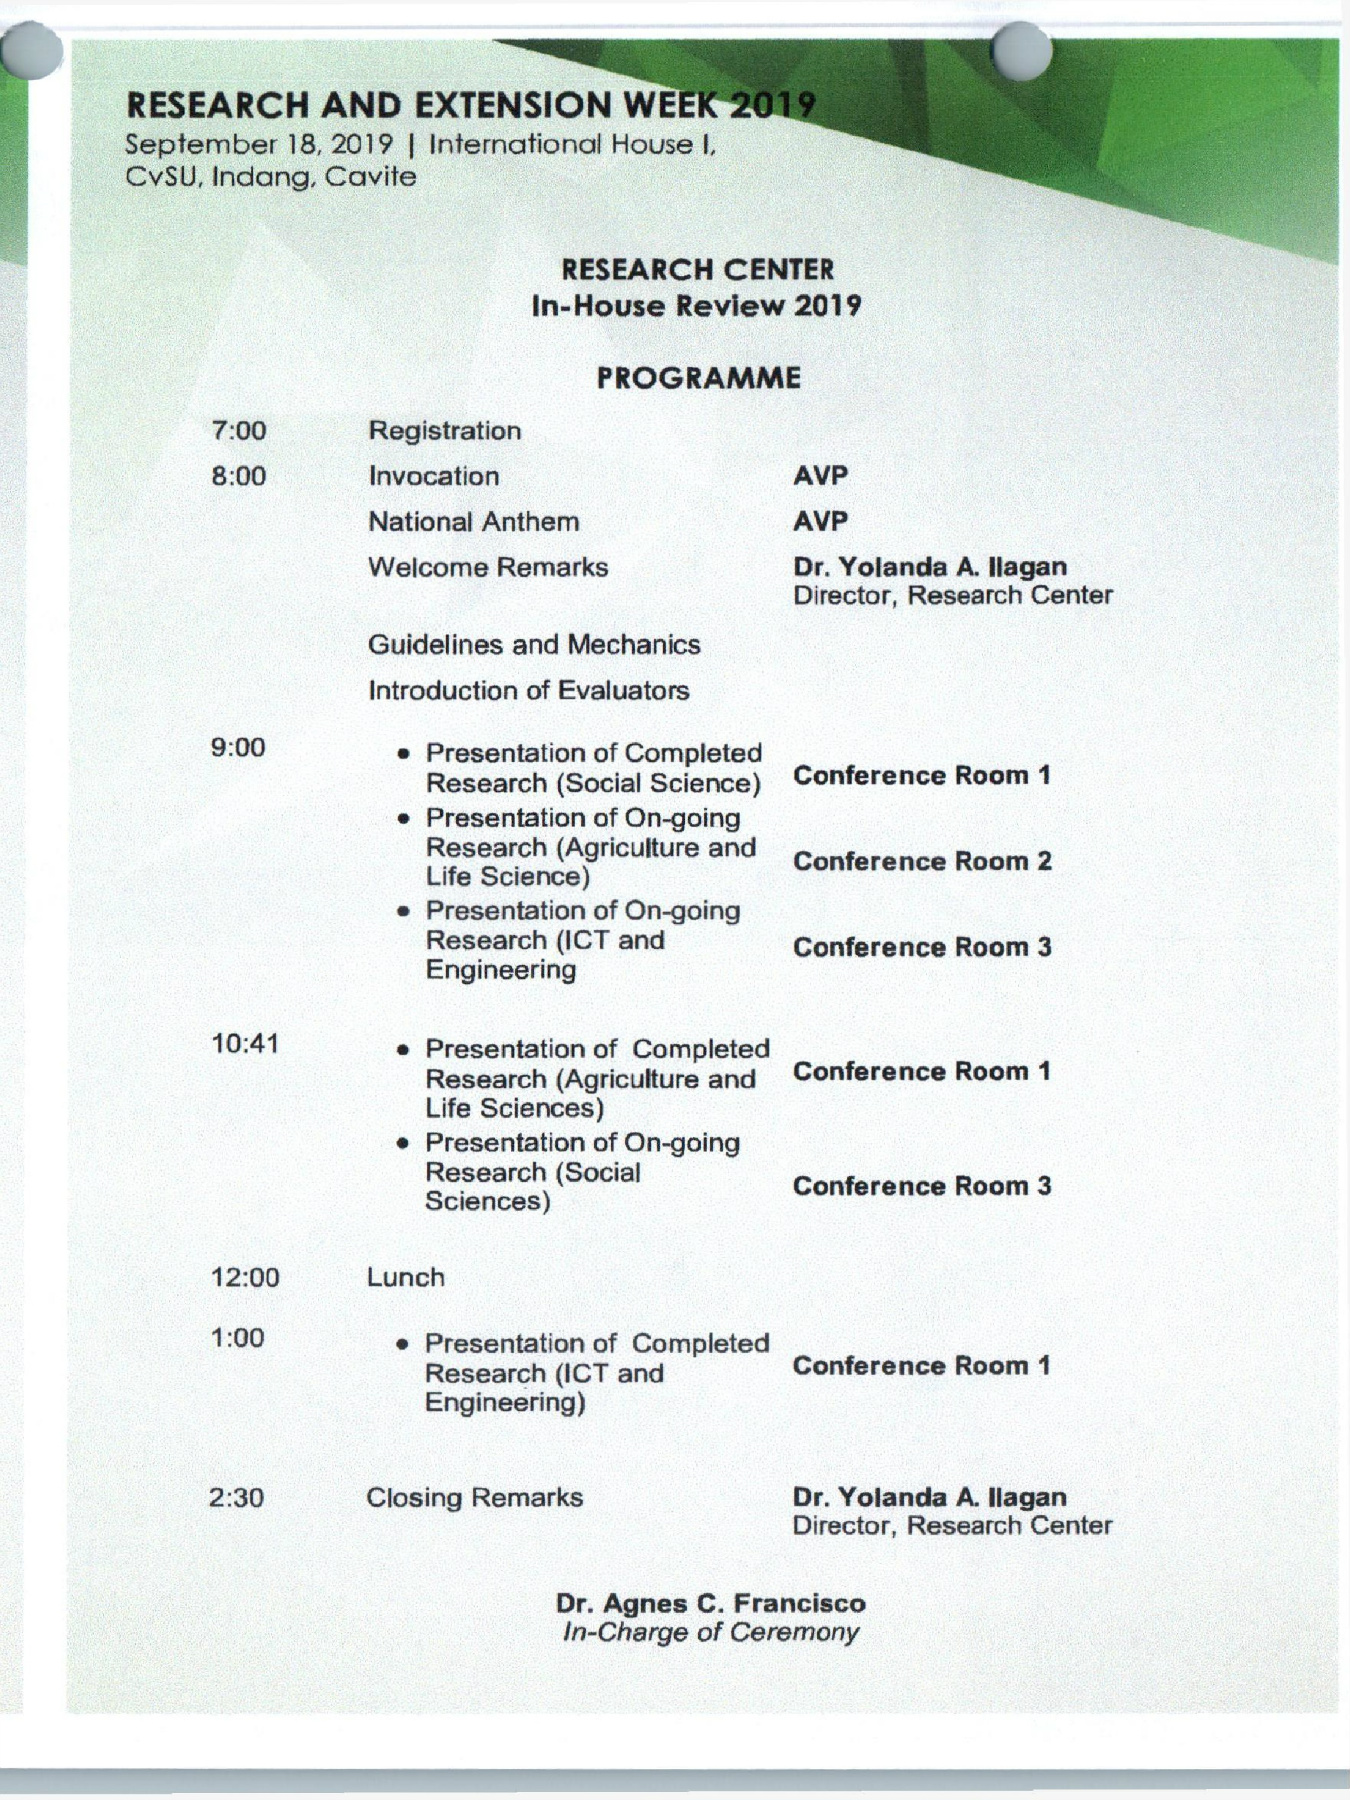 RESEARCH AND EXTENSION WEEK 2019
September 18, 2019 | International House I,
CvSU, Indang, Cavite
RESEARCH CENTER
In-House Review 2019
PROGRAMME
7:00 Registration
8:00 Invocation AVP
National Anthem AVP
Welcome Remarks Dr. Yolanda A. Ilagan
Director, Research Center
Guidelines and Mechanics
Introduction of Evaluators
9:00 • Presentation of Completed
Research (Social Science) Conference Room 1
• Presentation of On-going
Research (Agriculture and
Life Science) Conference Room 2
• Presentation of On-going
Research (ICT and
Engineering Conference Room 3
10:41 • Presentation of Completed
Research (Agriculture and
Life Sciences) Conference Room 1
• Presentation of On-going
Research (Social
Sciences) Conference Room 3
12:00 Lunch
1:00 • Presentation of Completed
Research (ICT and
Engineering) Conference Room 1
2:30 Closing Remarks Dr. Yolanda A. Ilagan
Director, Research Center
Dr. Agnes C. Francisco
In-Charge of Ceremony